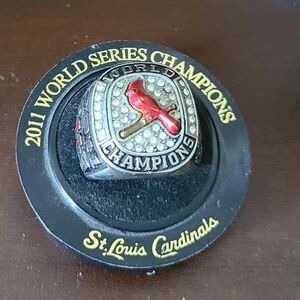 2011 WORLD SERIES CHAMPIONS
WORLD
CHAMPIONS
St. Louis Cardinals